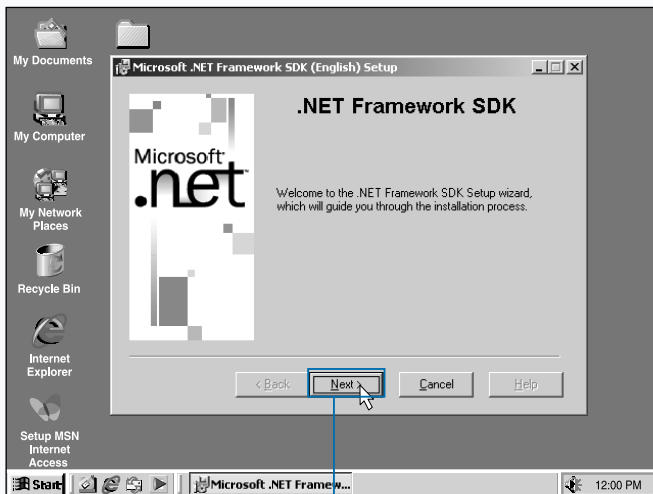 My Documents
Microsoft .NET Framework SDK (English) Setup
.NET Framework SDK
My Computer
Microsoft
.net
Welcome to the .NET Framework SDK Setup wizard,
which will guide you through the installation process.
My Network
Places
Recycle Bin
Internet
Explorer
< Back
Next >
Cancel
Help
Setup MSN
Internet
Access
Start
Microsoft .NET Framew...
12:00 PM